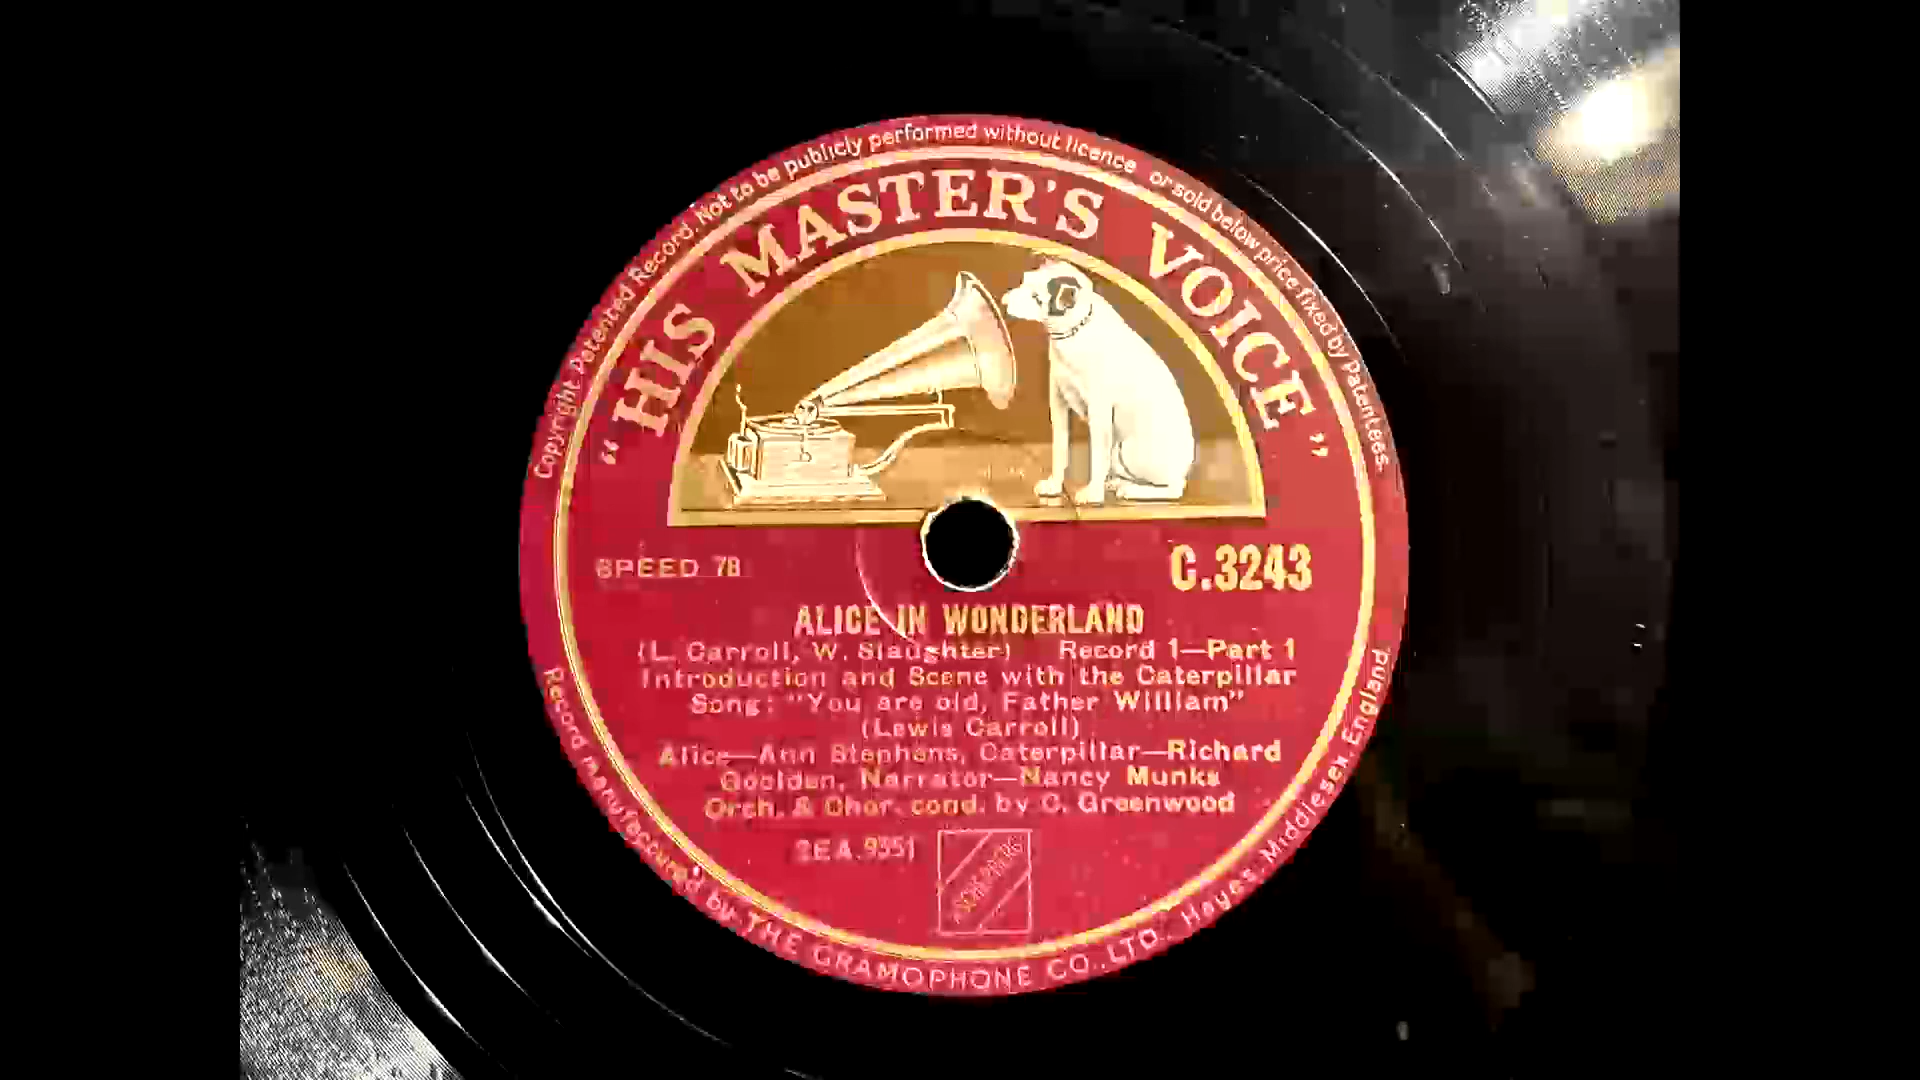 Copyright. Patented Record. Not to be publicly performed without licence or sold below price fixed by Patentees.
"HIS MASTER'S VOICE"
SPEED 78
C.3243
ALICE IN WONDERLAND
(L. Carroll, W. Slaughter) Record 1—Part 1
Introduction and Scene with the Caterpillar
Song: "You are old, Father William"
(Lewis Carroll)
Alice—Ann Stephens, Caterpillar—Richard
Goolden, Narrator—Nancy Munks
Orch. & Chor. cond. by C. Greenwood
2EA.9551
Record manufactured by THE GRAMOPHONE CO., LTD., Hayes, Middlesex, England.